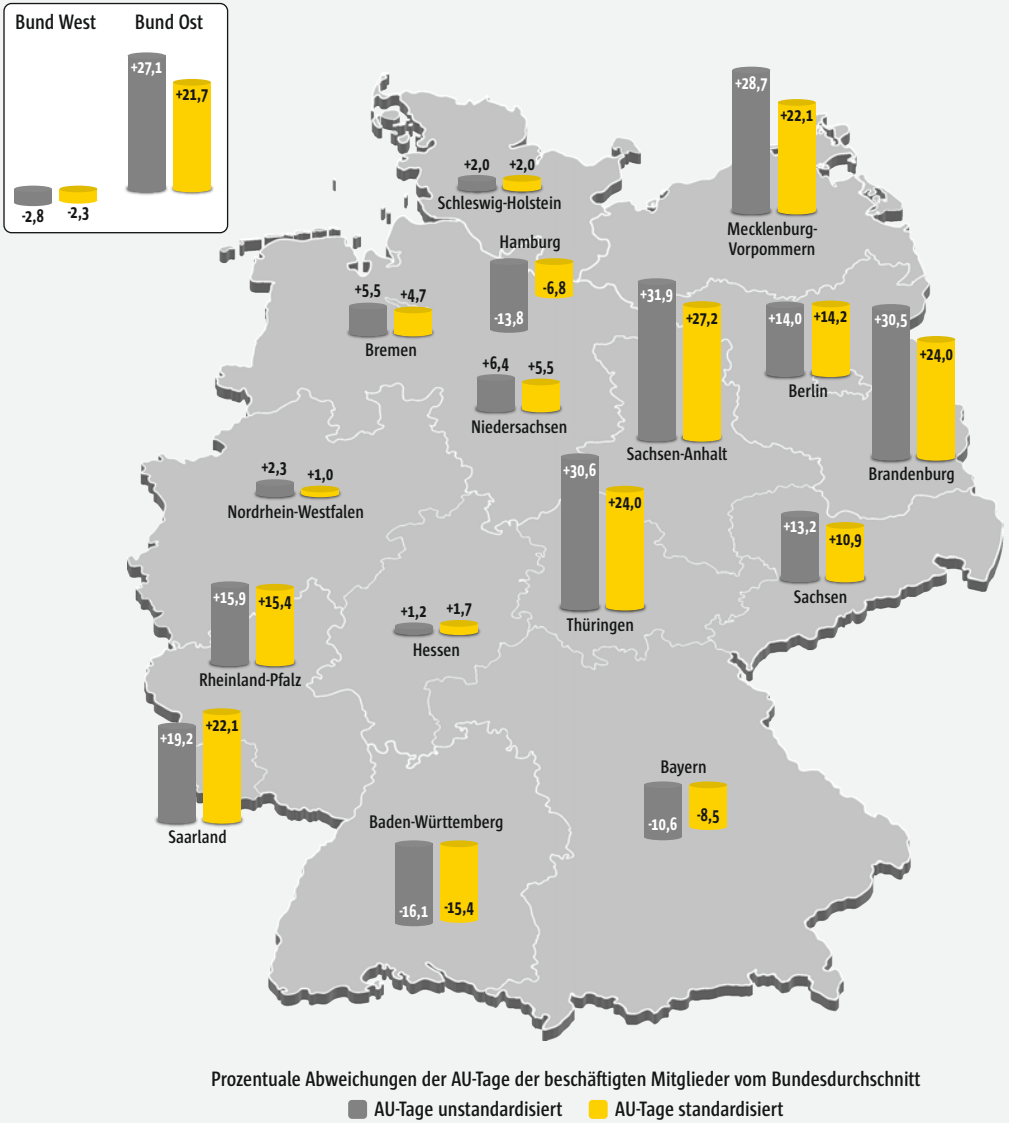 Bund West
Bund Ost
+27,1
+21,7
-2,8
-2,3
+28,7
+22,1
Mecklenburg-
Vorpommern
+2,0
+2,0
Schleswig-Holstein
Hamburg
-13,8
-6,8
+5,5
+4,7
Bremen
+6,4
+5,5
Niedersachsen
+31,9
+27,2
Sachsen-Anhalt
+14,0
+14,2
Berlin
+30,5
+24,0
Brandenburg
+2,3
+1,0
Nordrhein-Westfalen
+30,6
+24,0
Thüringen
+13,2
+10,9
Sachsen
+15,9
+15,4
Rheinland-Pfalz
+1,2
+1,7
Hessen
+19,2
+22,1
Saarland
Baden-Württemberg
-16,1
-15,4
Bayern
-10,6
-8,5
Prozentuale Abweichungen der AU-Tage der beschäftigten Mitglieder vom Bundesdurchschnitt
AU-Tage unstandardisiert
AU-Tage standardisiert